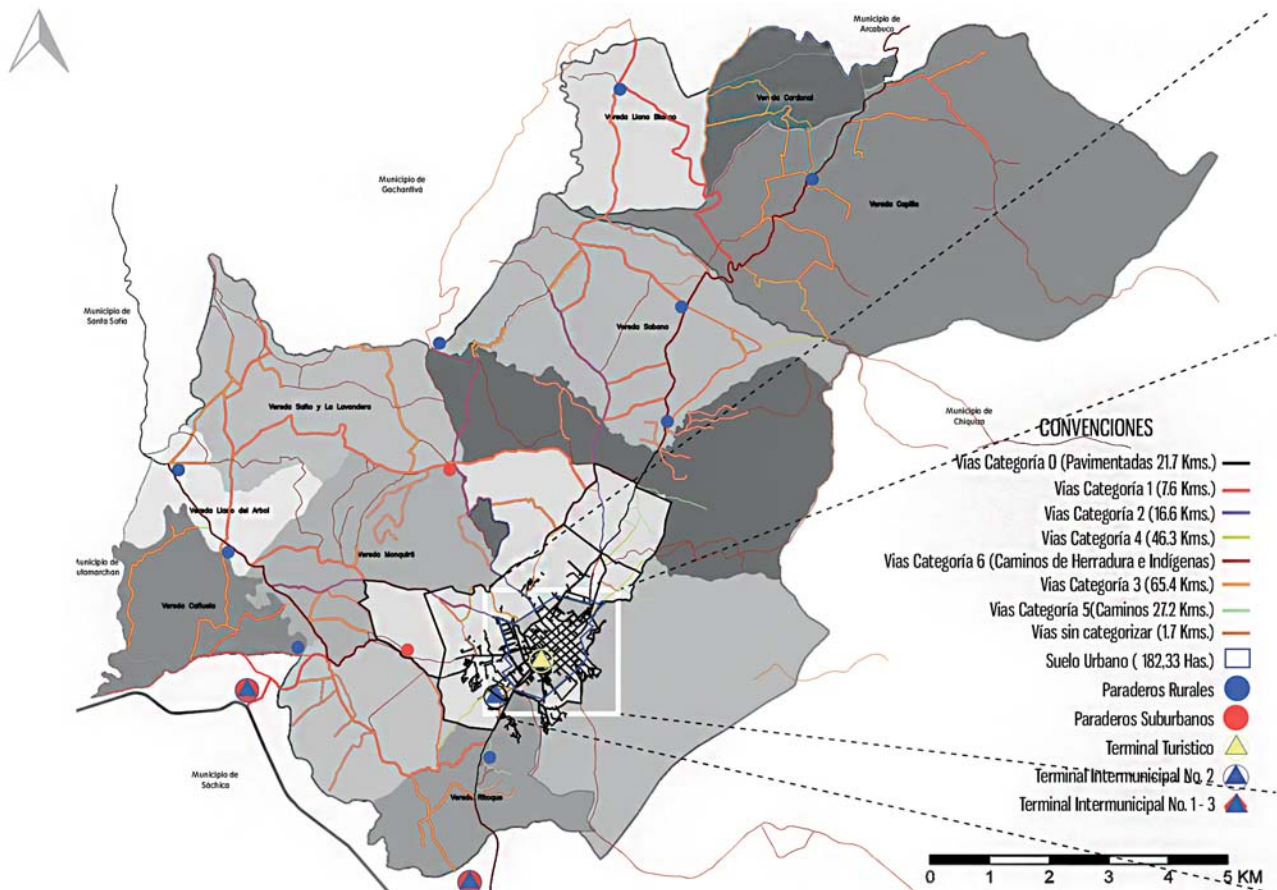 Municipio de
Arcabuco
Vereda Cardonal
Vereda Llano Blanco
Municipio de
Gachantivá
Vereda Capilla
Municipio de
Santa Sofía
Vereda Sabana
Vereda Salto y La Lavandera
Municipio de
Chiquiza
CONVENCIONES
Vías Categoría 0 (Pavimentadas 21.7 Kms.)
Vías Categoría 1 (7.6 Kms.)
Vías Categoría 2 (16.6 Kms.)
Vías Categoría 4 (46.3 Kms.)
Vías Categoría 6 (Caminos de Herradura e Indígenas)
Vías Categoría 3 (65.4 Kms.)
Vías Categoría 5(Caminos 27.2 Kms.)
Vías sin categorizar (1.7 Kms.)
Suelo Urbano ( 182,33 Has.)
Paraderos Rurales
Paraderos Suburbanos
Terminal Turistico
Terminal Intermunicipal No. 2
Terminal Intermunicipal No. 1 - 3
Vereda Llano del Arbol
Vereda Monquirá
Municipio de
utamarchan
Vereda Cañuela
Municipio de
Sáchica
Vereda
0 1 2 3 4 5 KM